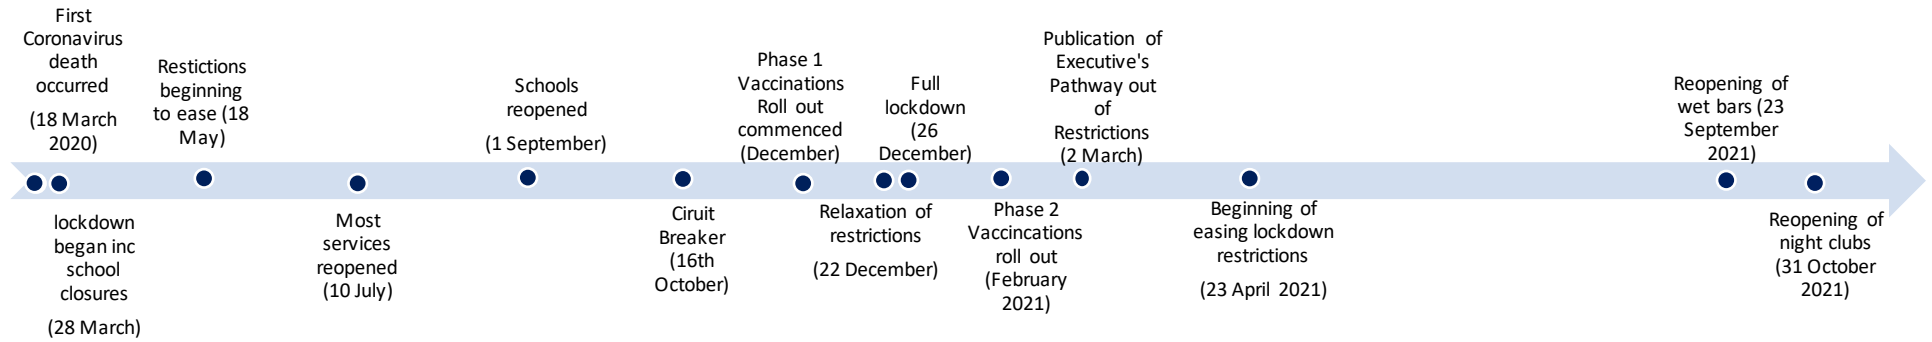 First
Coronavirus
death
occurred
(18 March
2020)
lockdown
began inc
school
closures
(28 March)
Restictions
beginning
to ease (18
May)
Most
services
reopened
(10 July)
Schools
reopened
(1 September)
Ciruit
Breaker
(16th
October)
Phase 1
Vaccinations
Roll out
commenced
(December)
Relaxation of
restrictions
(22 December)
Full
lockdown
(26
December)
Phase 2
Vaccincations
roll out
(February
2021)
Publication of
Executive's
Pathway out
of
Restrictions
(2 March)
Beginning of
easing lockdown
restrictions
(23 April 2021)
Reopening of
wet bars (23
September
2021)
Reopening of
night clubs
(31 October
2021)